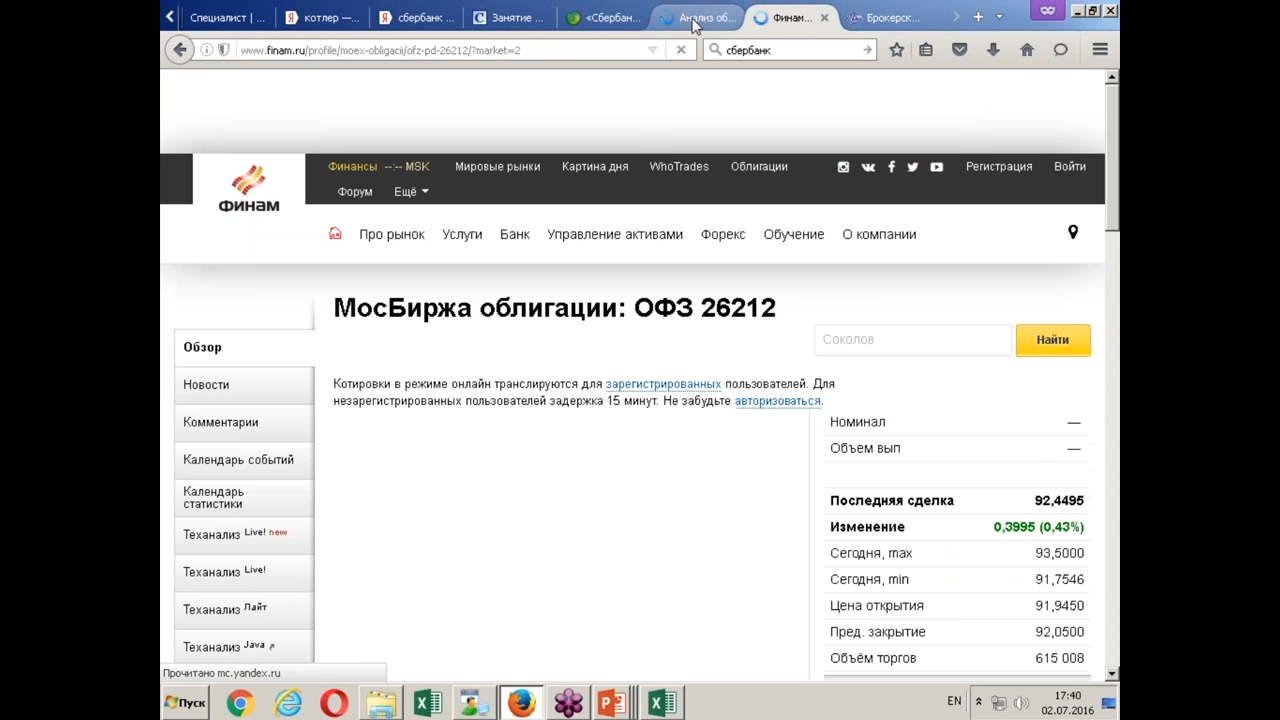 Специалист | ...
котлер —...
сбербанк ...
Занятие ...
«Сбербан...
Анализ об...
Финам...
Брокерск...
www.finam.ru/profile/moex-obligacii/ofz-pd-26212/?market=2
сбербанк
Финансы --:-- MSK
Мировые рынки
Картина дня
WhoTrades
Облигации
Регистрация
Войти
Форум
Ещё
ФИНАМ
Про рынок
Услуги
Банк
Управление активами
Форекс
Обучение
О компании
МосБиржа облигации: ОФЗ 26212
Соколов
Найти
Обзор
Новости
Комментарии
Календарь событий
Календарь
статистики
Теханализ Live! new
Теханализ Live!
Теханализ Лайт
Теханализ Java
Котировки в режиме онлайн транслируются для зарегистрированных пользователей. Для
незарегистрированных пользователей задержка 15 минут. Не забудьте авторизоваться.
Номинал —
Объем вып —
Последняя сделка 92,4495
Изменение 0,3995 (0,43%)
Сегодня, max 93,5000
Сегодня, min 91,7546
Цена открытия 91,9450
Пред. закрытие 92,0500
Объём торгов 615 008
Прочитано mc.yandex.ru
Пуск
EN
17:40
02.07.2016